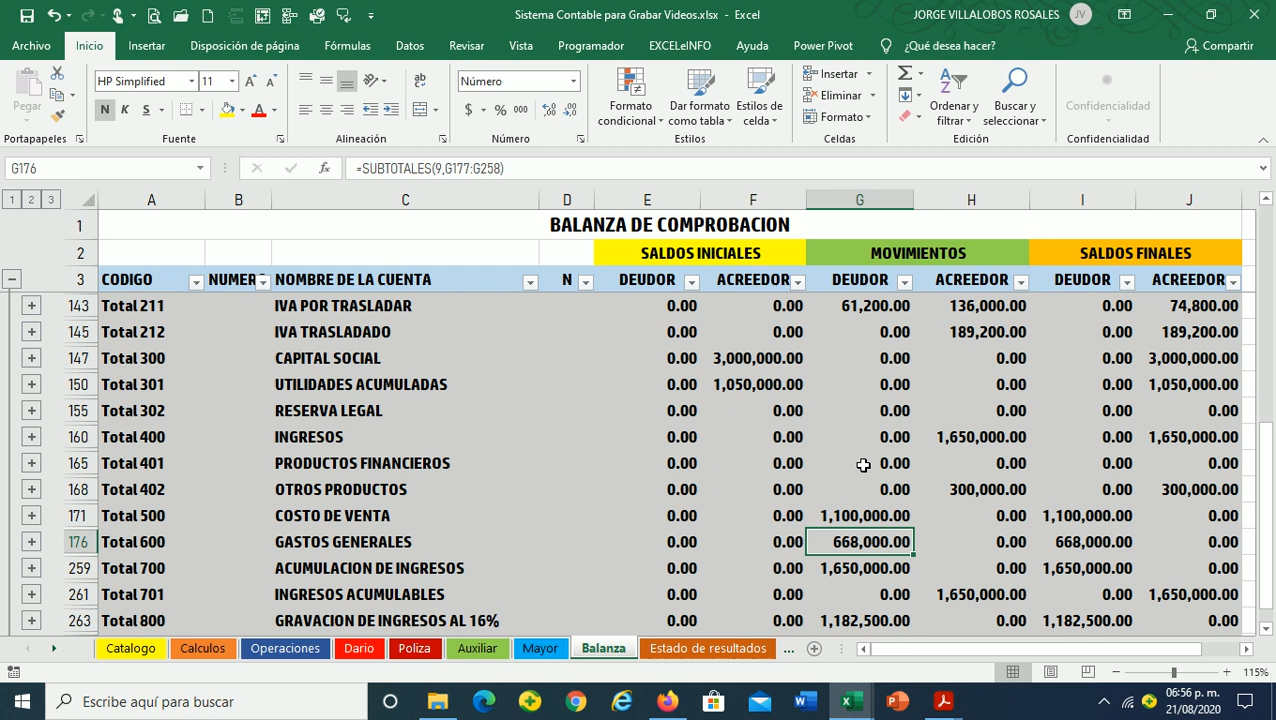 Sistema Contable para Grabar Videos.xlsx - Excel
JORGE VILLALOBOS ROSALES JV
Archivo Inicio Insertar Disposición de página Fórmulas Datos Revisar Vista Programador EXCELeINFO Ayuda Power Pivot ¿Qué desea hacer? Compartir
Pegar
HP Simplified 11
Número
N K S
$ % 000
Formato condicional
Dar formato como tabla
Estilos de celda
Insertar
Eliminar
Formato
Ordenar y filtrar
Buscar y seleccionar
Confidencialidad
Portapapeles Fuente Alineación Número Estilos Celdas Edición Confidencialidad
G176 fx =SUBTOTALES(9,G177:G258)
1 2 3 A B C D E F G H I J
1 BALANZA DE COMPROBACION
2 SALDOS INICIALES MOVIMIENTOS SALDOS FINALES
3 CODIGO NUMERO NOMBRE DE LA CUENTA N DEUDOR ACREEDOR DEUDOR ACREEDOR DEUDOR ACREEDOR
143 Total 211 IVA POR TRASLADAR 0.00 0.00 61,200.00 136,000.00 0.00 74,800.00
145 Total 212 IVA TRASLADADO 0.00 0.00 0.00 189,200.00 0.00 189,200.00
147 Total 300 CAPITAL SOCIAL 0.00 3,000,000.00 0.00 0.00 0.00 3,000,000.00
150 Total 301 UTILIDADES ACUMULADAS 0.00 1,050,000.00 0.00 0.00 0.00 1,050,000.00
155 Total 302 RESERVA LEGAL 0.00 0.00 0.00 0.00 0.00 0.00
160 Total 400 INGRESOS 0.00 0.00 0.00 1,650,000.00 0.00 1,650,000.00
165 Total 401 PRODUCTOS FINANCIEROS 0.00 0.00 0.00 0.00 0.00 0.00
168 Total 402 OTROS PRODUCTOS 0.00 0.00 0.00 300,000.00 0.00 300,000.00
171 Total 500 COSTO DE VENTA 0.00 0.00 1,100,000.00 0.00 1,100,000.00 0.00
176 Total 600 GASTOS GENERALES 0.00 0.00 668,000.00 0.00 668,000.00 0.00
259 Total 700 ACUMULACION DE INGRESOS 0.00 0.00 1,650,000.00 0.00 1,650,000.00 0.00
261 Total 701 INGRESOS ACUMULABLES 0.00 0.00 0.00 1,650,000.00 0.00 1,650,000.00
263 Total 800 GRAVACION DE INGRESOS AL 16% 0.00 0.00 1,182,500.00 0.00 1,182,500.00 0.00
Catalogo Calculos Operaciones Diario Poliza Auxiliar Mayor Balanza Estado de resultados ...
115%
Escribe aquí para buscar
06:56 p. m.
21/08/2020